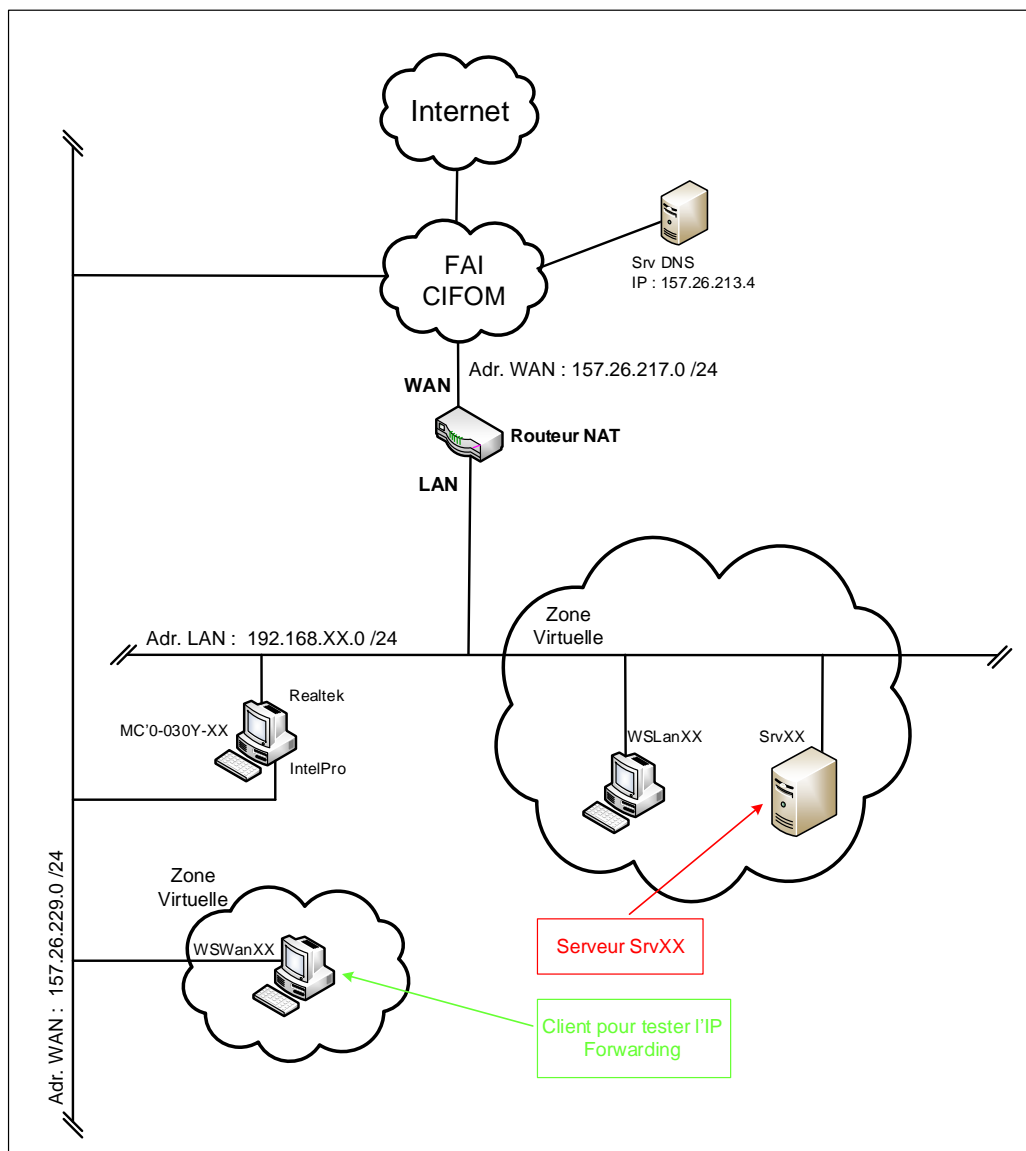 Internet
FAI
CIFOM
Srv DNS
IP : 157.26.213.4
Adr. WAN : 157.26.217.0 /24
WAN
Routeur NAT
LAN
Zone
Virtuelle
Adr. LAN : 192.168.XX.0 /24
Realtek
MC'0-030Y-XX
IntelPro
WSLanXX
SrvXX
Zone
Virtuelle
WSWanXX
Serveur SrvXX
Client pour tester l'IP
Forwarding
Adr. WAN : 157.26.229.0 /24